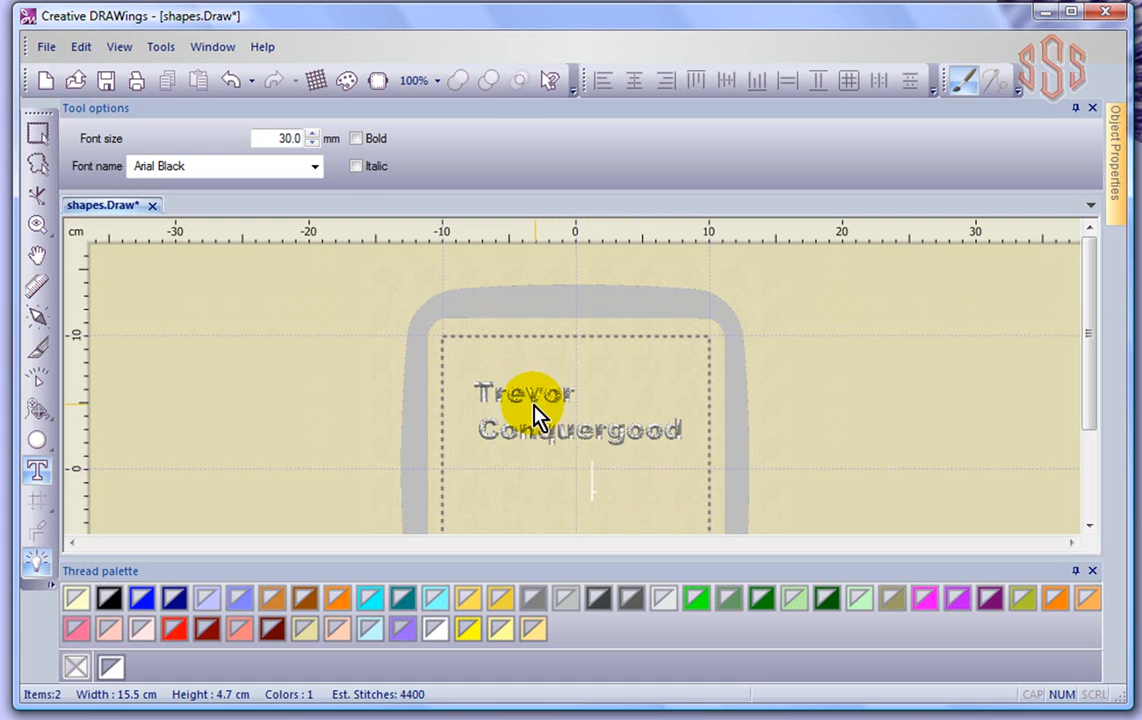 Creative DRAWings - [shapes.Draw*]
File Edit View Tools Window Help
100%
SSS
Tool options
Font size 30.0 mm Bold
Font name Arial Black Italic
Object Properties
shapes.Draw*
cm -30 -20 -10 0 10 20 30
10
Trevor
Conquergood
0
Thread palette
Items:2 Width : 15.5 cm Height : 4.7 cm Colors : 1 Est. Stitches: 4400 CAP NUM SCRL